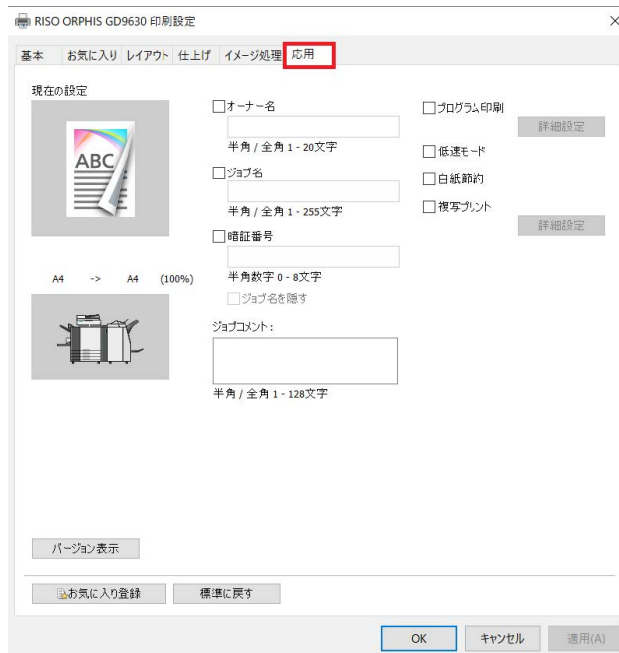 RISO ORPHIS GD9630 印刷設定
基本 お気に入り レイアウト 仕上げ イメージ処理 応用
現在の設定
ABC
A4 -> A4 (100%)
オーナー名
半角 / 全角 1 - 20文字
ジョブ名
半角 / 全角 1 - 255文字
暗証番号
半角数字 0 - 8文字
ジョブ名を隠す
ジョブコメント :
半角 / 全角 1 - 128文字
プログラム印刷
詳細設定
低速モード
白紙節約
複写プリント
詳細設定
バージョン表示
お気に入り登録 標準に戻す
OK キャンセル 適用(A)